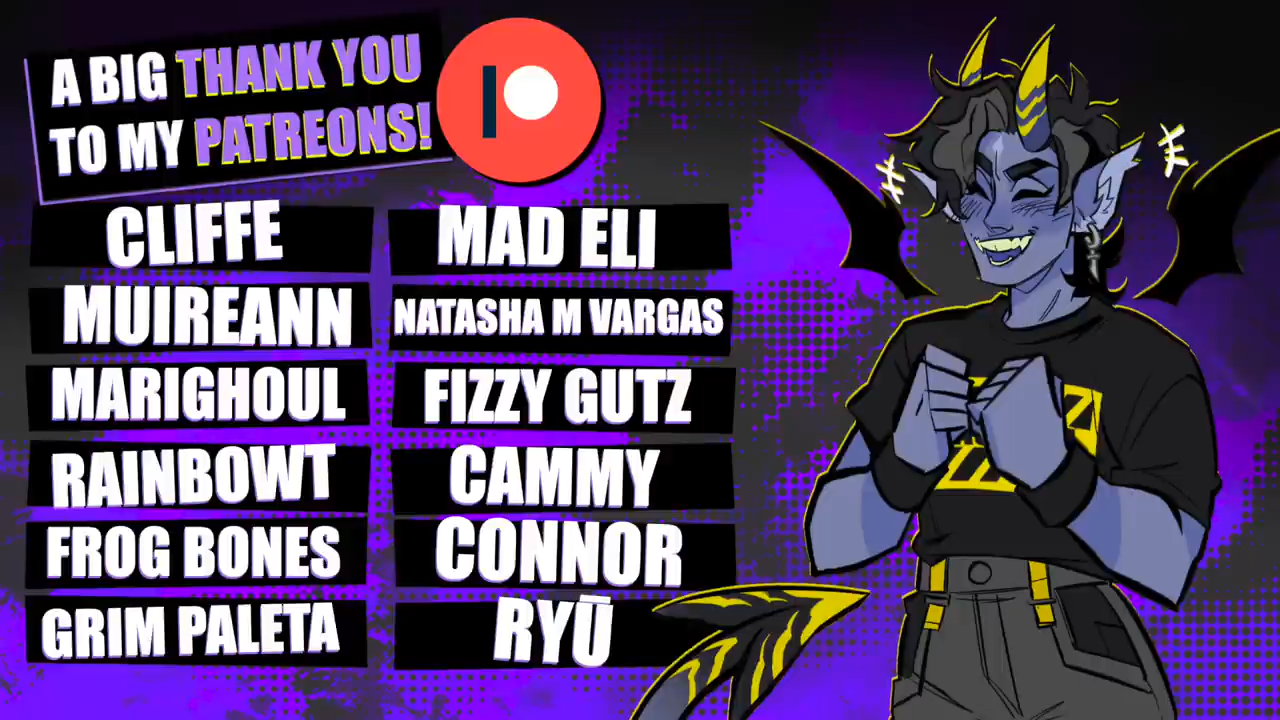 A BIG THANK YOU
TO MY PATREONS!
CLIFFE
MUIREANN
MARIGHOUL
RAINBOWT
FROG BONES
GRIM PALETA
MAD ELI
NATASHA M VARGAS
FIZZY GUTZ
CAMMY
CONNOR
RYŪ